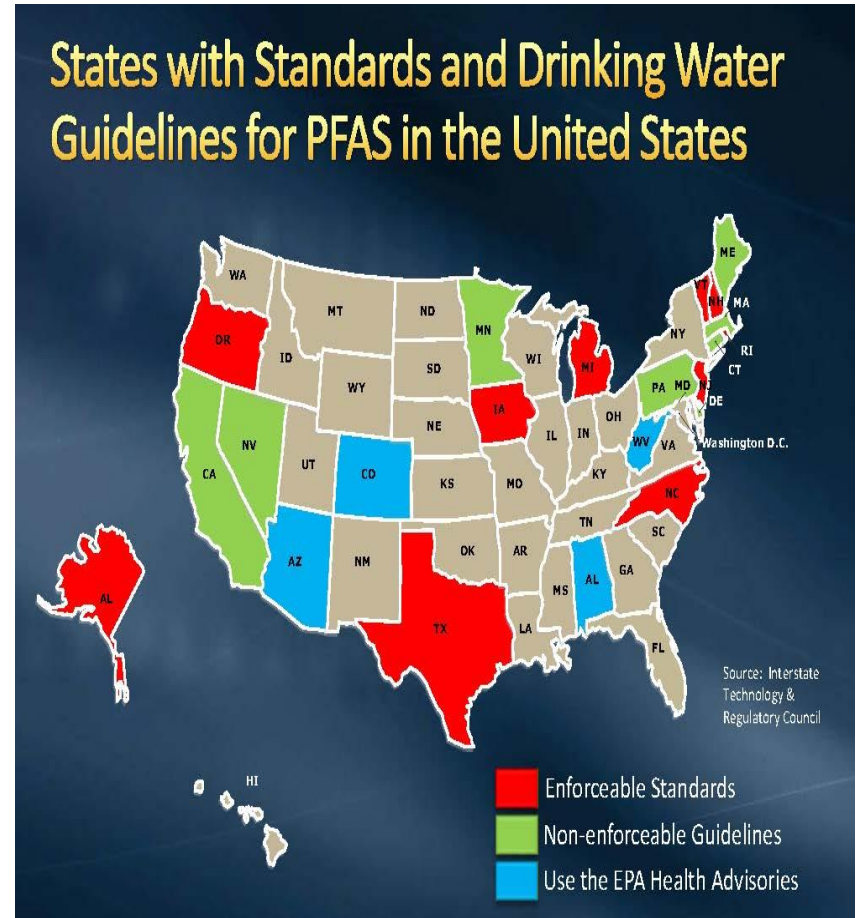 States with Standards and Drinking Water
Guidelines for PFAS in the United States
WA
MT
ND
MN
ME
VT
NH
MA
OR
ID
SD
WI
MI
NY
RI
CT
WY
IA
PA
MD
NJ
DE
NE
IL
IN
OH
Washington D.C.
WV
VA
CA
NV
UT
CO
KS
MO
KY
NC
AZ
NM
OK
AR
TN
SC
MS
AL
GA
TX
LA
FL
AL
HI
Source: Interstate
Technology &
Regulatory Council
Enforceable Standards
Non-enforceable Guidelines
Use the EPA Health Advisories